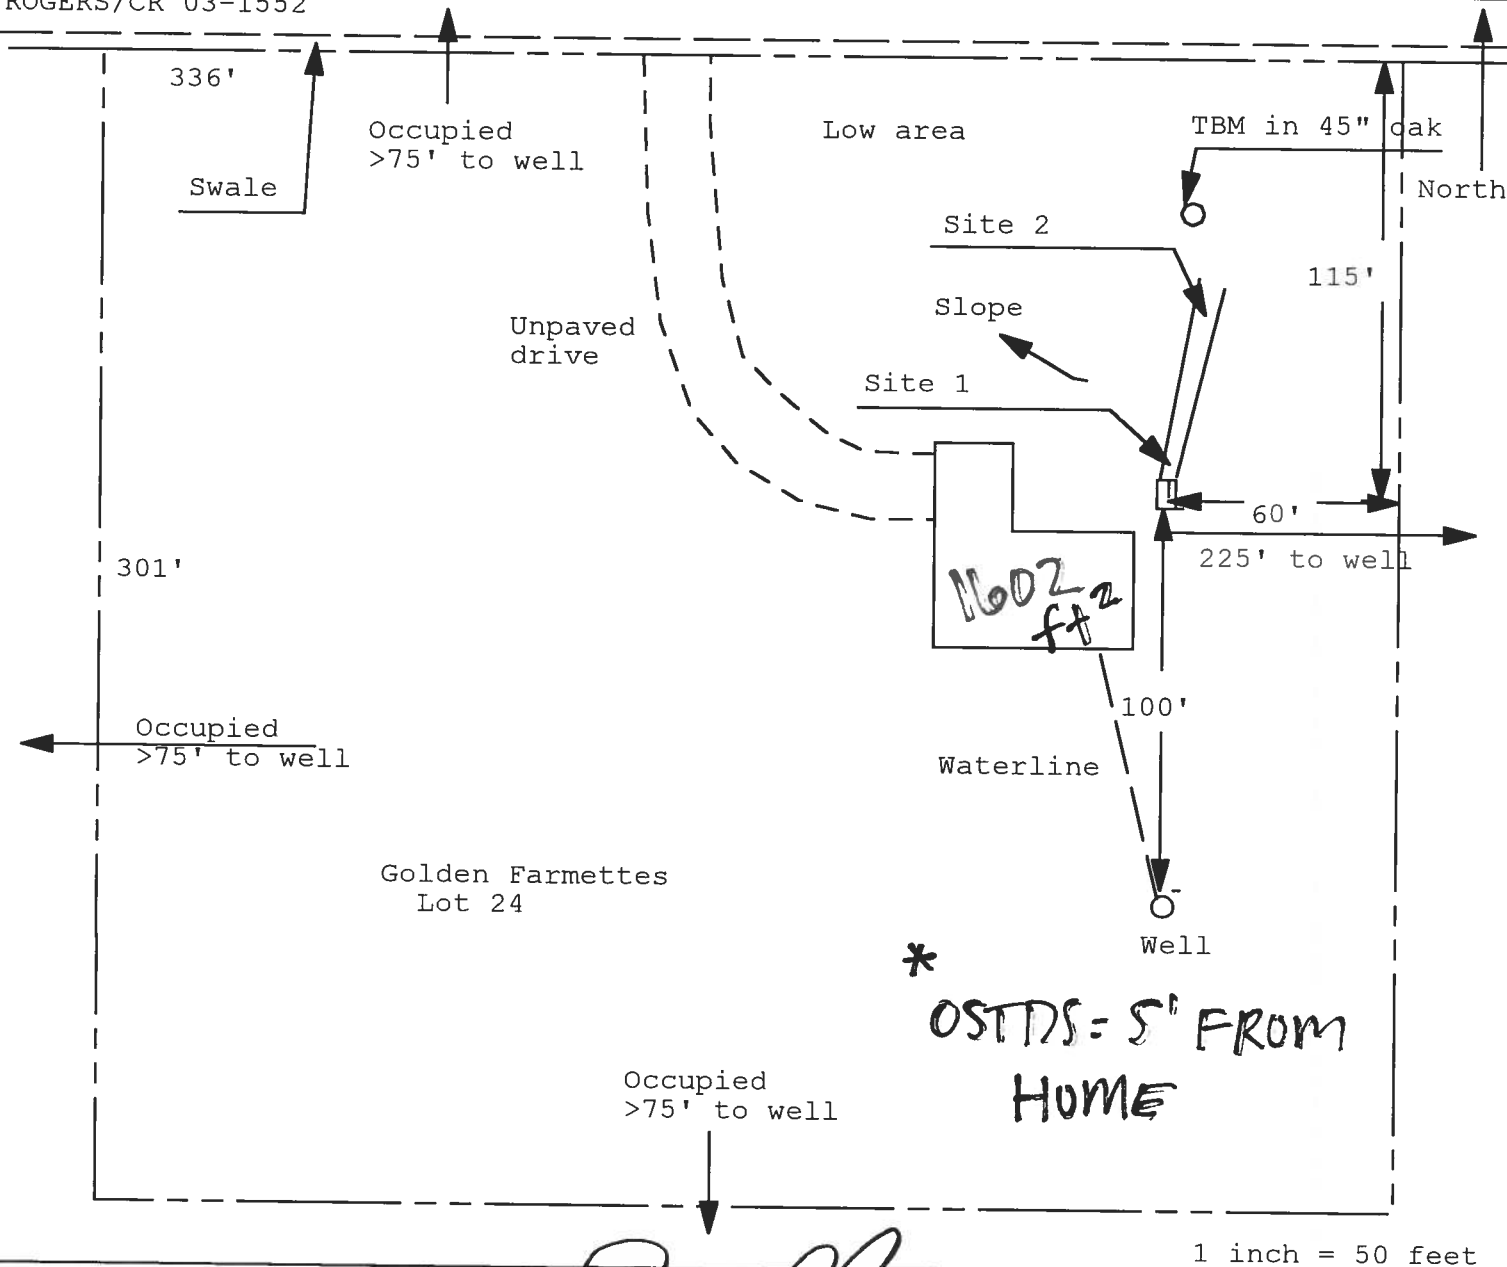 ROGERS/CR 03-1552
336'
Occupied
>75' to well
Low area
TBM in 45" oak
North
Swale
Site 2
115'
Slope
Unpaved
drive
Site 1
60'
225' to well
301'
1602
ft²
100'
Occupied
>75' to well
Waterline
Golden Farmettes
Lot 24
Well
*
OSTDS = 5' FROM
HOME
Occupied
>75' to well
1 inch = 50 feet